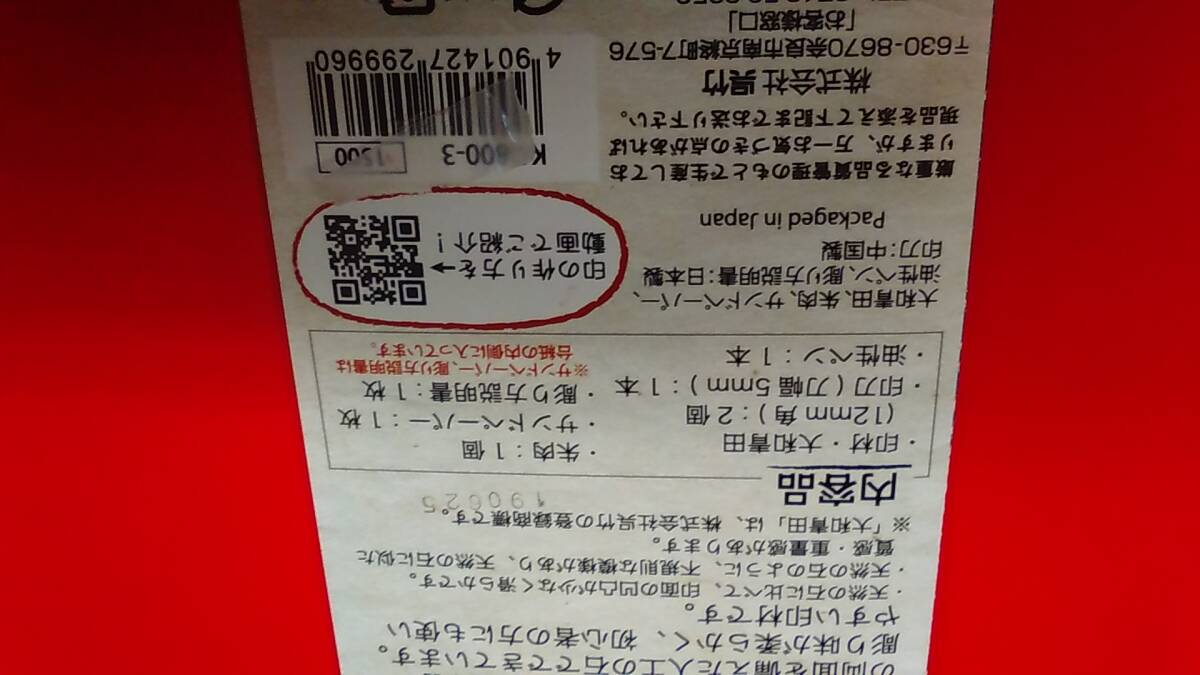 の両面を備えた人工の石でできています。
彫り味が柔らかく、初心者の方にも使い
やすい印材です。
・天然の石に比べて、印面の凹凸が少なく滑らかです。
・天然の石のように、不規則な模様があり、天然の石に似た
質感・重量感があります。
※「大和青田」は、株式会社呉竹の登録商標です。
190625
内容品
・印材・大和青田
(12mm角):2個
・印刀(刀幅5mm):1本
・油性ペン:1本
・朱肉:1個
・サンドペーパー:1枚
・彫り方説明書:1枚
※サンドペーパー、彫り方説明書は
台紙の内側に入っています。
大和青田、朱肉、サンドペーパー、
油性ペン、彫り方説明書:日本製
印刀:中国製
Packaged in Japan
印の作り方を→
動画でご紹介!
厳重なる品質管理のもとで生産してお
りますが、万一お気づきの点があれば
現品を添えて下記までお送り下さい。
株式会社 呉竹
〒630-8670奈良市南京終町7-576
「お客様窓口」
1500
4 901427 299960